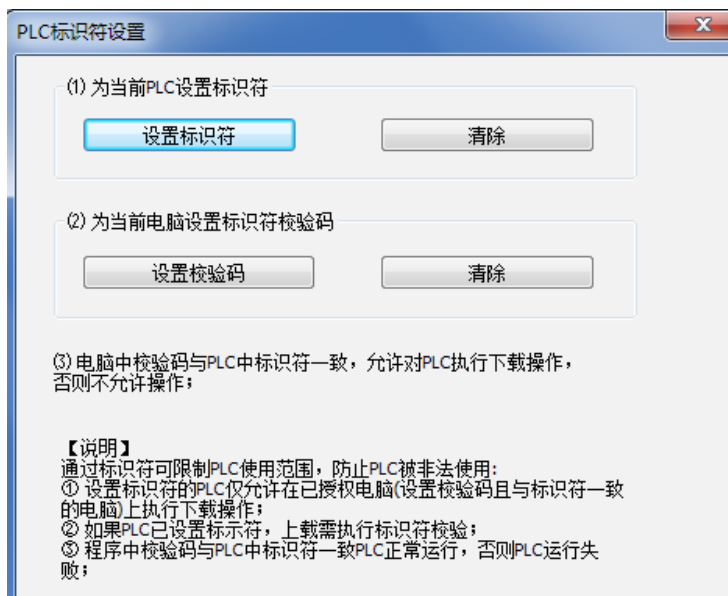 PLC标识符设置
(1) 为当前PLC设置标识符
设置标识符
清除
(2) 为当前电脑设置标识符校验码
设置校验码
清除
(3) 电脑中校验码与PLC中标识符一致，允许对PLC执行下载操作，
否则不允许操作；
【说明】
通过标识符可限制PLC使用范围，防止PLC被非法使用：
① 设置标识符的PLC仅允许在已授权电脑(设置校验码且与标识符一致
的电脑)上执行下载操作；
② 如果PLC已设置标示符，上载需执行标识符校验；
③ 程序中校验码与PLC中标识符一致PLC正常运行，否则PLC运行失
败；